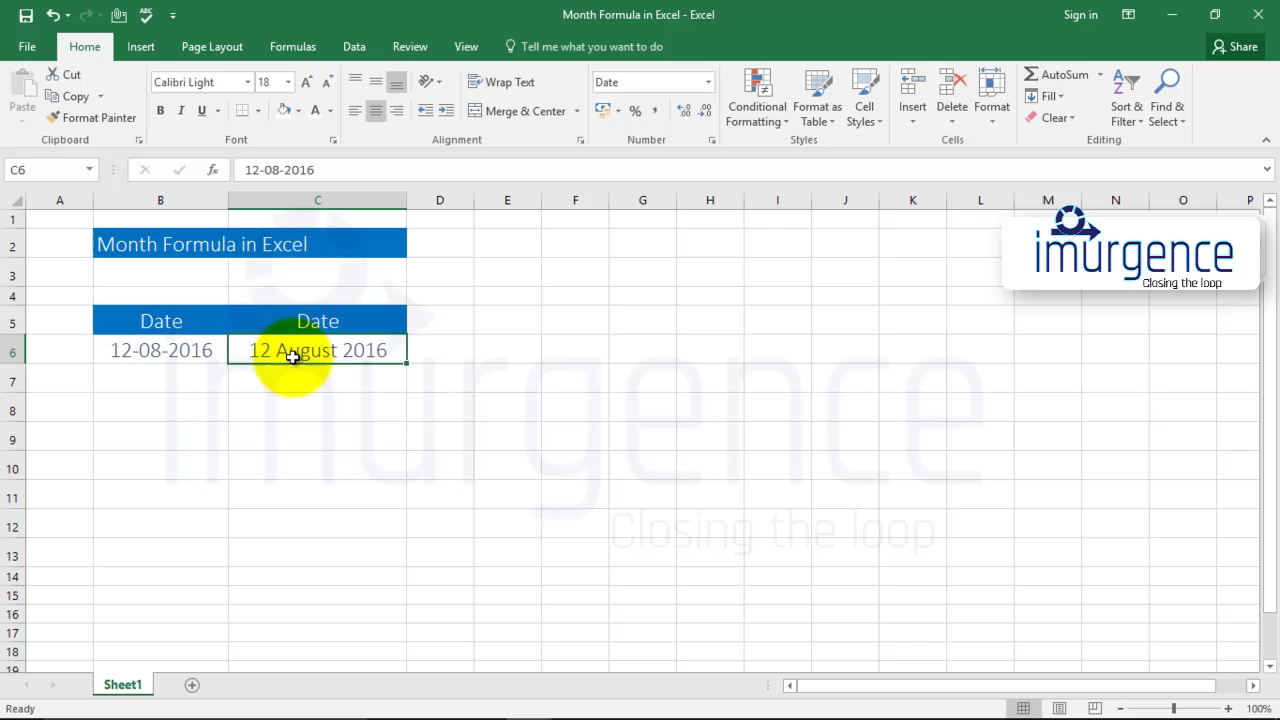 Month Formula in Excel - Excel
Sign in
File Home Insert Page Layout Formulas Data Review View Tell me what you want to do Share
Paste Cut Copy Format Painter
Calibri Light 18
B I U A
Wrap Text
Merge & Center
Date
Conditional Formatting Format as Table Cell Styles
Insert Delete Format
AutoSum
Fill
Clear
Sort & Filter Find & Select
Clipboard Font Alignment Number Styles Cells Editing
C6 fx 12-08-2016
A B C D E F G H I J K L M N O P
1
2 Month Formula in Excel
3
4
5 Date Date
6 12-08-2016 12 August 2016
7
8
9
10
11
12
13
14
15
16
17
18
19
imurgence
Closing the loop
imurgence
Closing the loop
Sheet1
Ready 100%